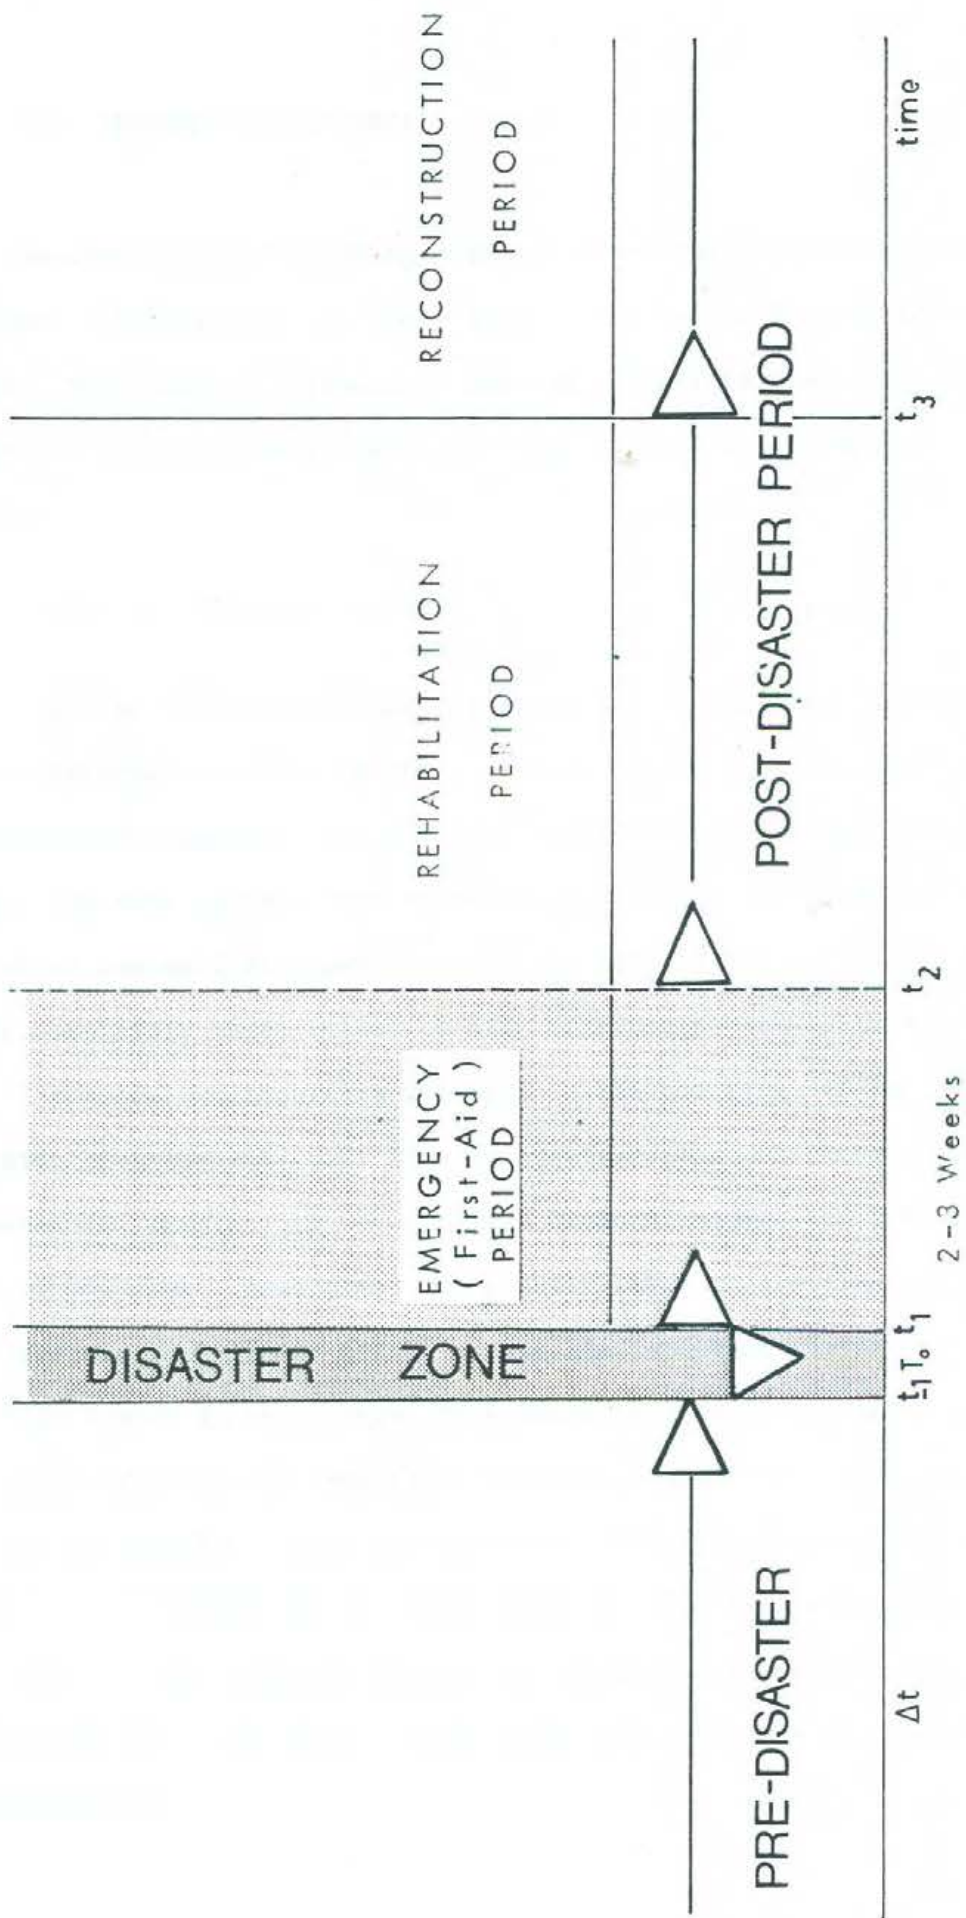 DISASTER ZONE
EMERGENCY
( First-Aid )
PERIOD
REHABILITATION
PERIOD
RECONSTRUCTION
PERIOD
PRE-DISASTER
POST-DISASTER PERIOD
Δt
t-1
T₀
t1
t2
t3
time
2-3 Weeks